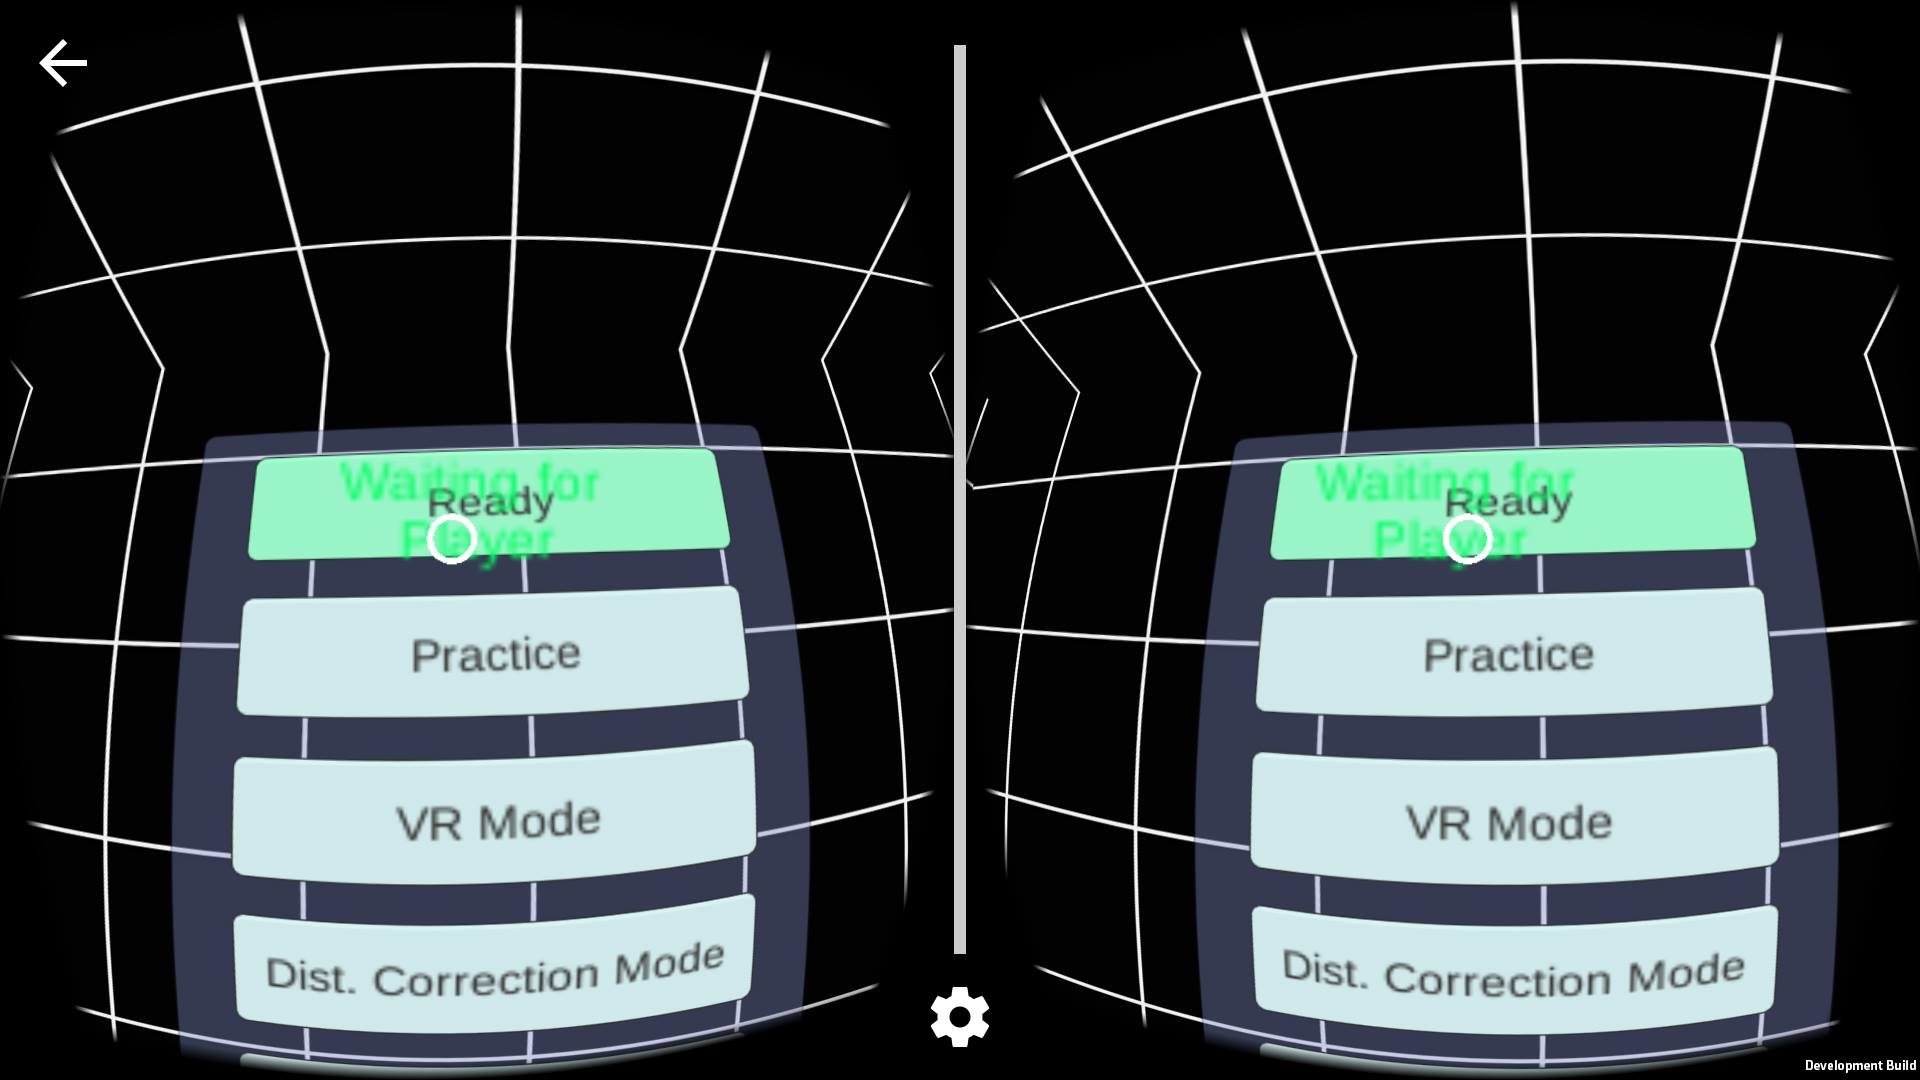 Waiting for
Player
Ready
Practice
VR Mode
Dist. Correction Mode
Waiting for
Player
Ready
Practice
VR Mode
Dist. Correction Mode
Development Build